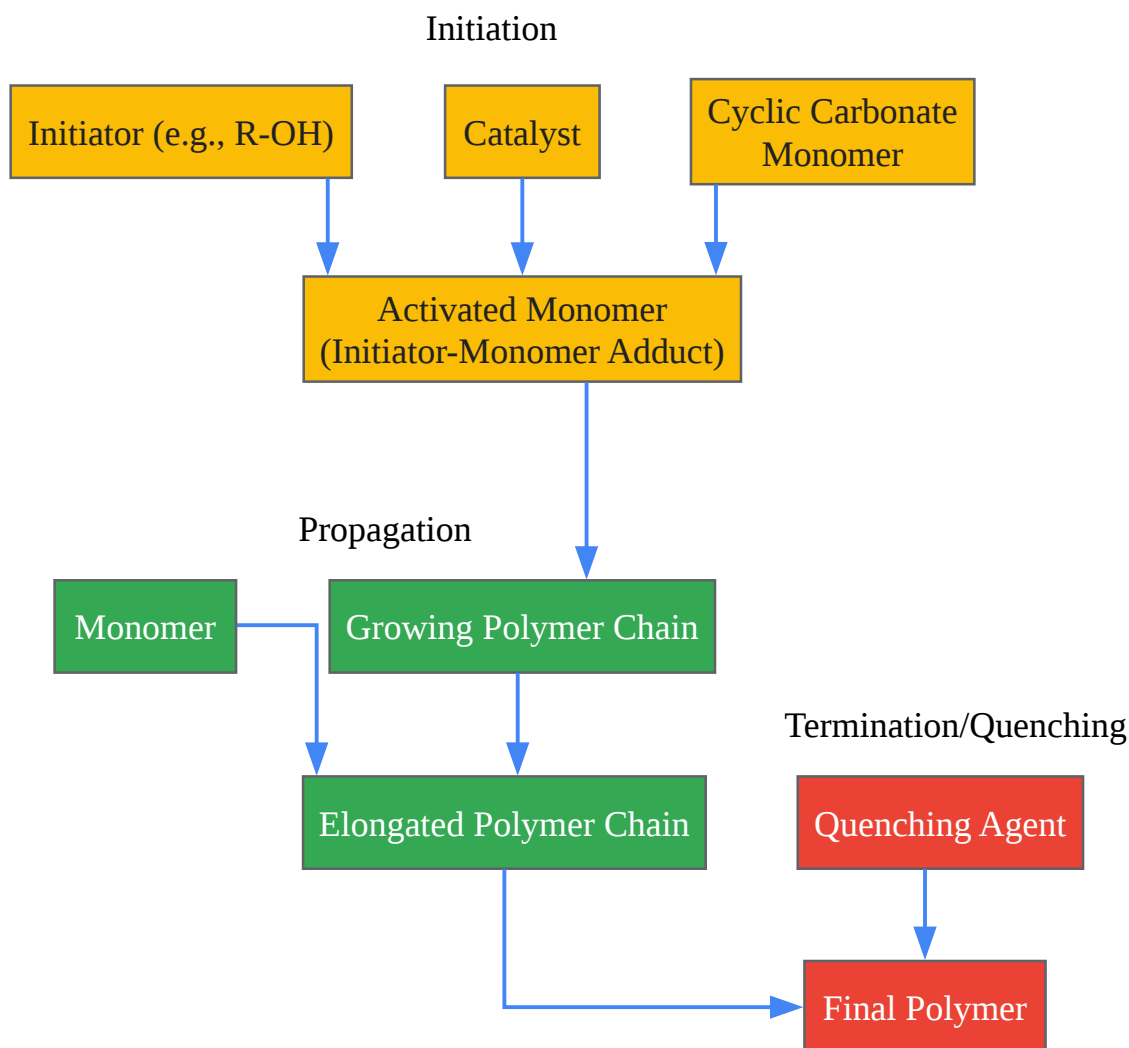 Initiation
Initiator (e.g., R-OH)
Catalyst
Cyclic Carbonate
Monomer
Activated Monomer
(Initiator-Monomer Adduct)
Propagation
Monomer
Growing Polymer Chain
Termination/Quenching
Elongated Polymer Chain
Quenching Agent
Final Polymer